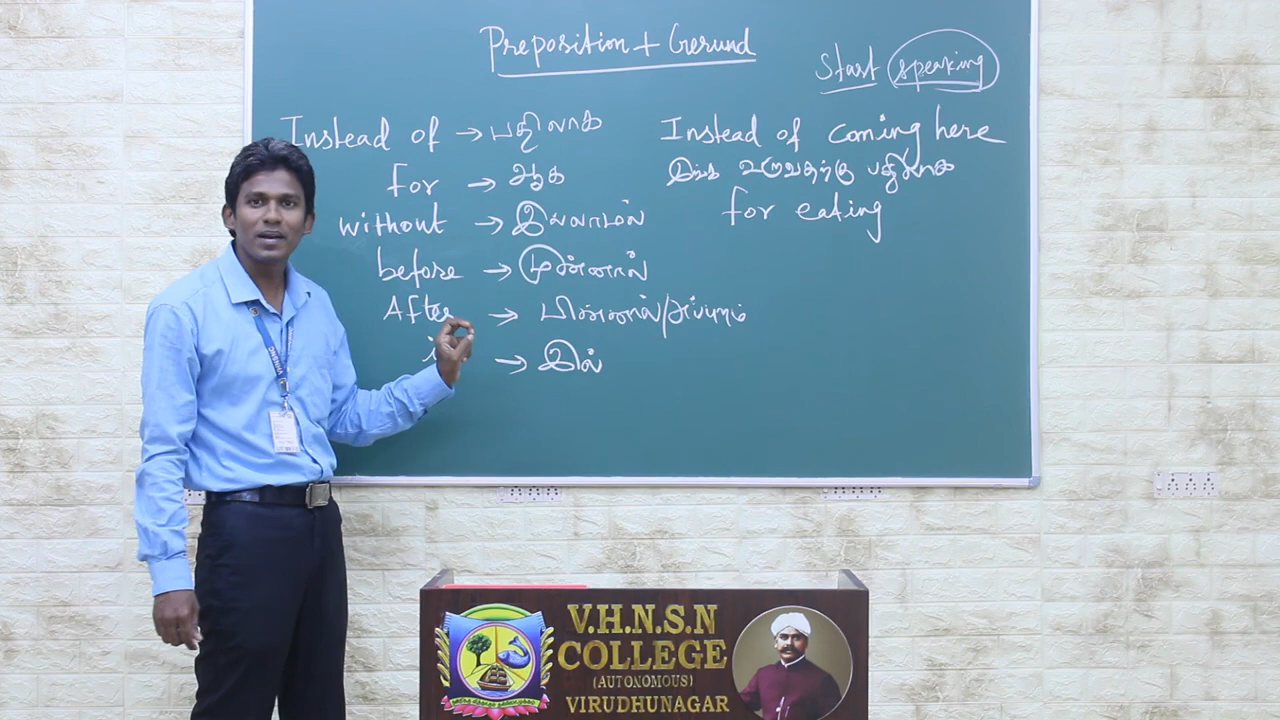 Preposition + Gerund
Start speaking
Instead of → பதிலாக
for → ஆக
without → இல்லாமல்
before → முன்னால்
After → பின்னால்/அப்புறம்
→ இல்
Instead of coming here
இங்க வருவதற்கு பதிலாக
for eating
V.H.N.S.N
COLLEGE
(AUTONOMOUS)
VIRUDHUNAGAR